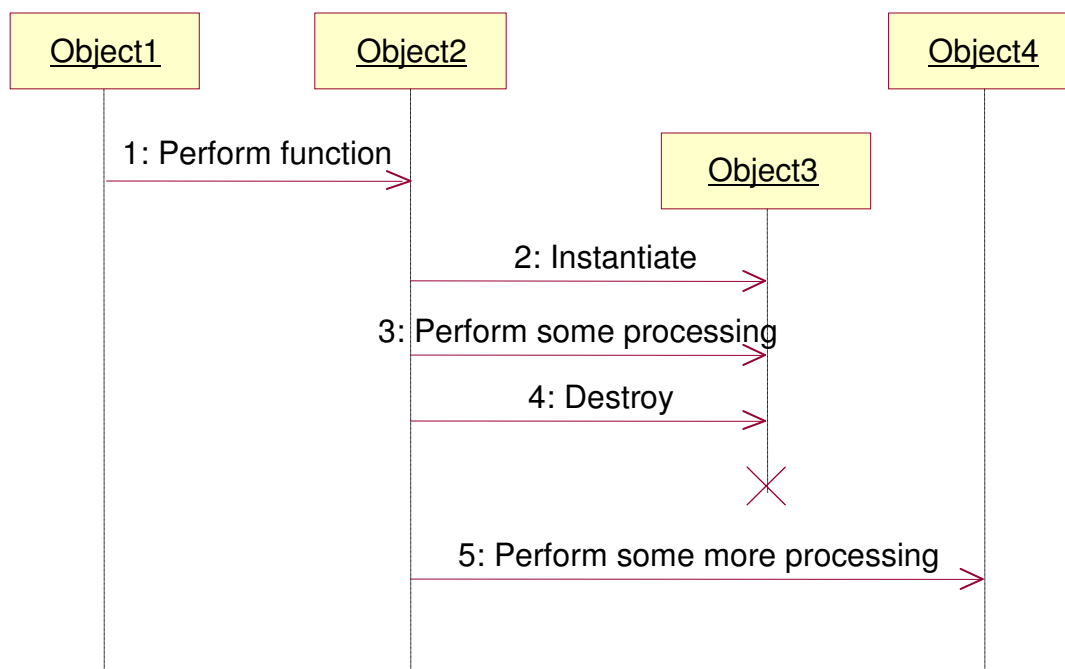 Object1
Object2
Object4
1: Perform function
Object3
2: Instantiate
3: Perform some processing
4: Destroy
5: Perform some more processing